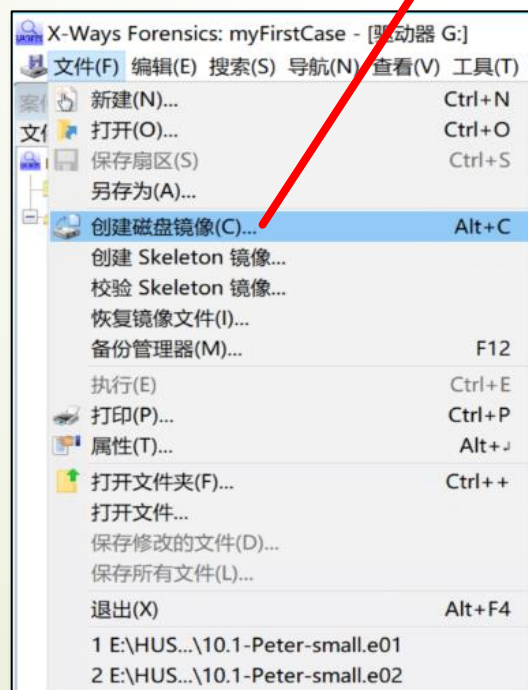 X-Ways Forensics: myFirstCase - [驱动器 G:]
文件(F) 编辑(E) 搜索(S) 导航(N) 查看(V) 工具(T)
新建(N)... Ctrl+N
打开(O)... Ctrl+O
保存扇区(S) Ctrl+S
另存为(A)...
创建磁盘镜像(C)... Alt+C
创建 Skeleton 镜像...
校验 Skeleton 镜像...
恢复镜像文件(I)...
备份管理器(M)... F12
执行(E) Ctrl+E
打印(P)... Ctrl+P
属性(T)... Alt+↲
打开文件夹(F)... Ctrl++
打开文件...
保存修改的文件(D)...
保存所有文件(L)...
退出(X) Alt+F4
1 E:\HUS...\10.1-Peter-small.e01
2 E:\HUS...\10.1-Peter-small.e02